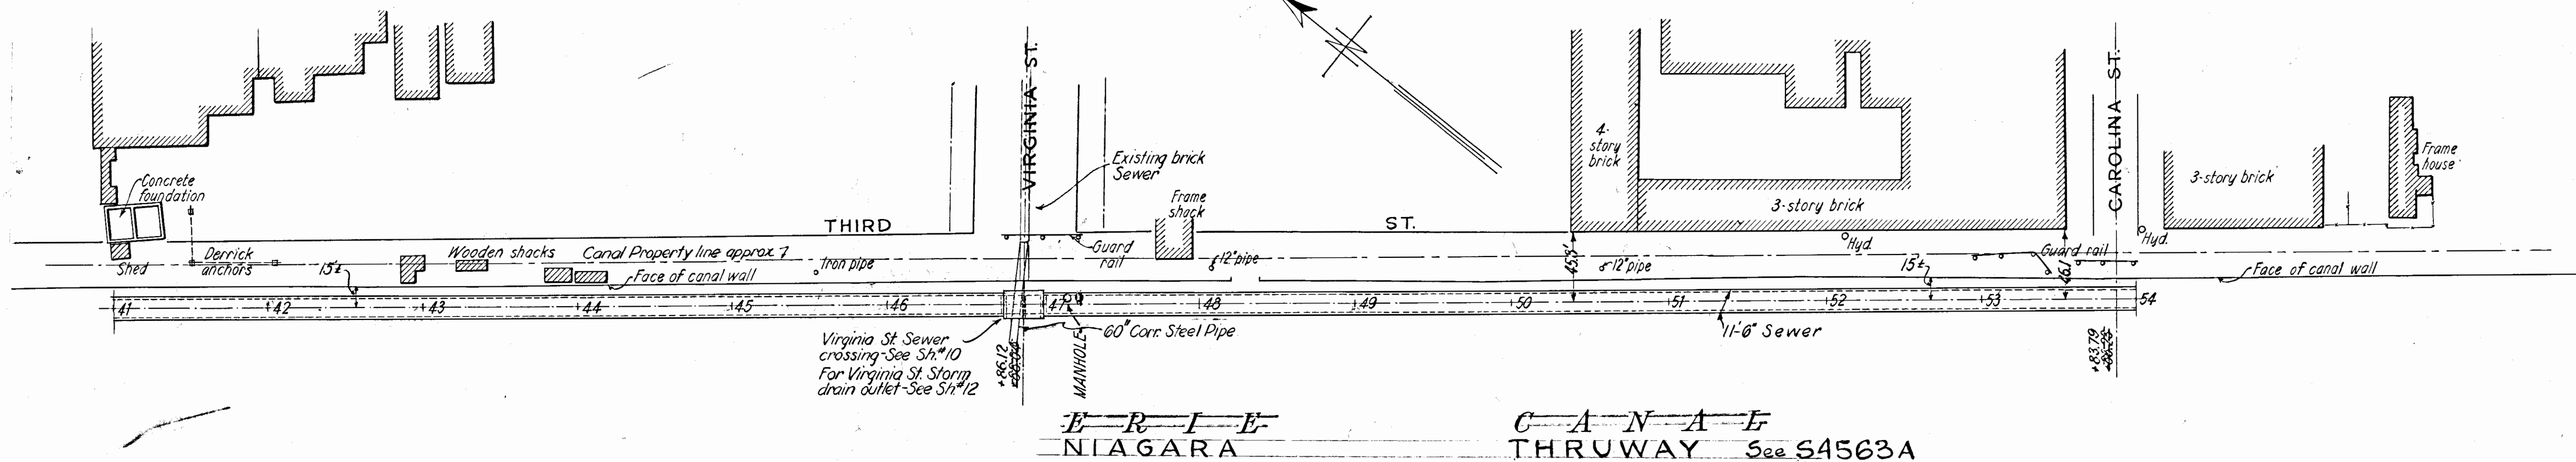 VIRGINIA ST.
CAROLINA ST.
Existing brick
Sewer
4-
story
brick
Frame
house
3-story brick
Concrete
foundation
Frame
shack
3-story brick
THIRD
ST.
Hyd.
Hyd.
Shed
Derrick
anchors
Wooden shacks
Canal Property line approx
Iron pipe
Guard
rail
12" pipe
45.3'
12" pipe
Guard rail
15'±
Face of canal wall
15'±
Face of canal wall
41
42
43
44
45
46
47
48
49
50
51
52
53
54
Virginia St. Sewer
crossing-See Sh.#10
For Virginia St. Storm
drain outlet-See Sh#12
+86.12
MANHOLE
60" Corr. Steel Pipe
11'-6" Sewer
+83.79
ERIE CANAL
NIAGARA THRUWAY See S4563A